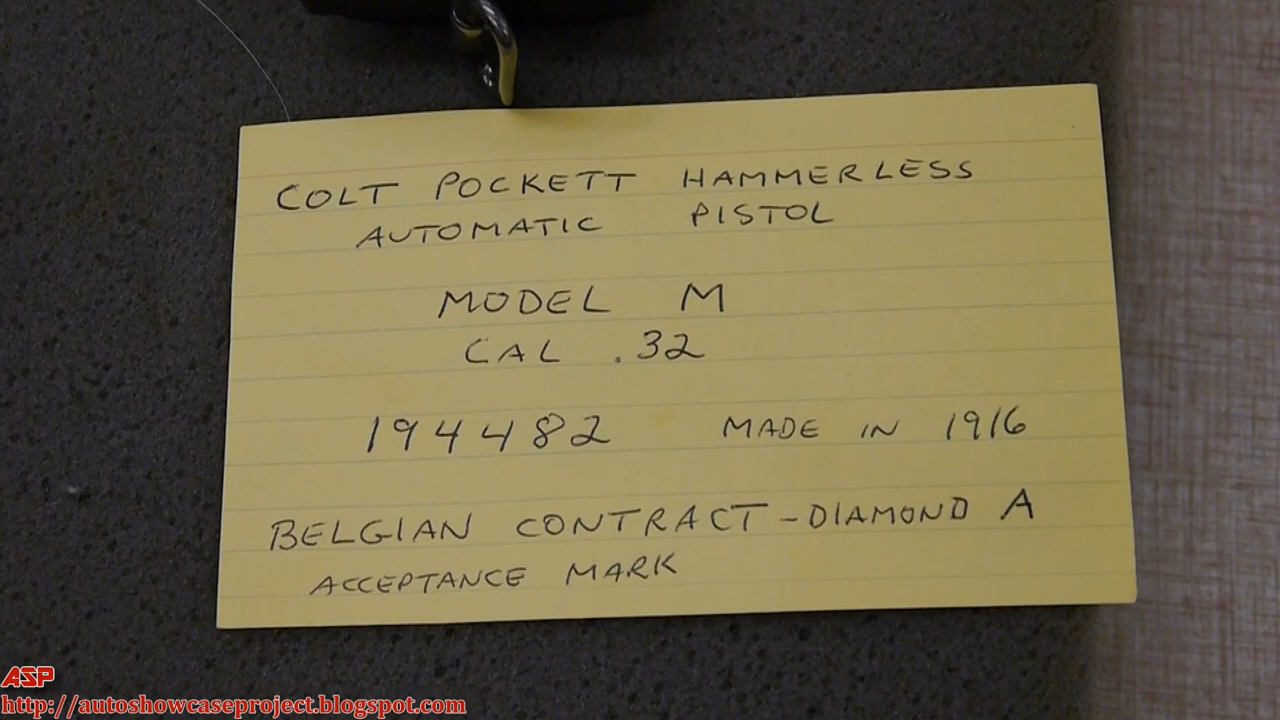 COLT POCKETT HAMMERLESS
AUTOMATIC PISTOL
MODEL M
CAL .32
194482 MADE IN 1916
BELGIAN CONTRACT - DIAMOND A
ACCEPTANCE MARK
ASP
http://autoshowcaseproject.blogspot.com